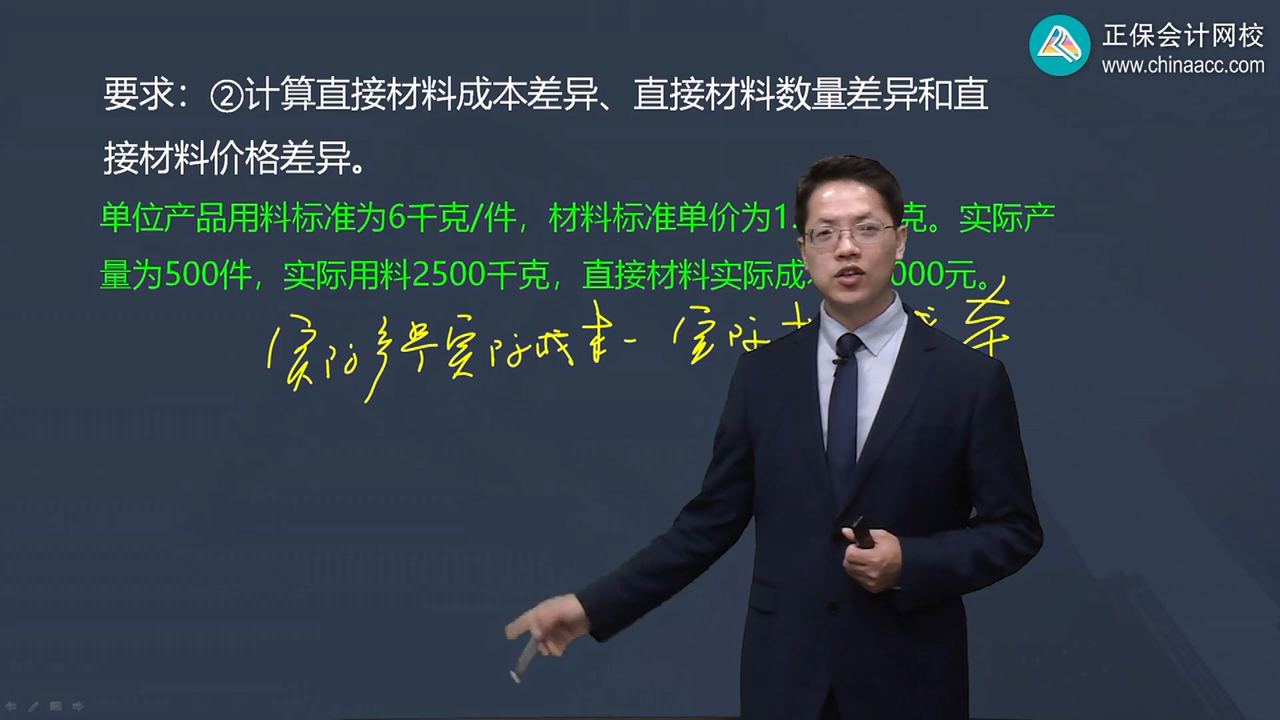 正保会计网校
www.chinaacc.com
要求：②计算直接材料成本差异、直接材料数量差异和直
接材料价格差异。
单位产品用料标准为6千克/件，材料标准单价为1 克。实际产
量为500件，实际用料2500千克，直接材料实际成 000元。
实际产量实际成本- 实际